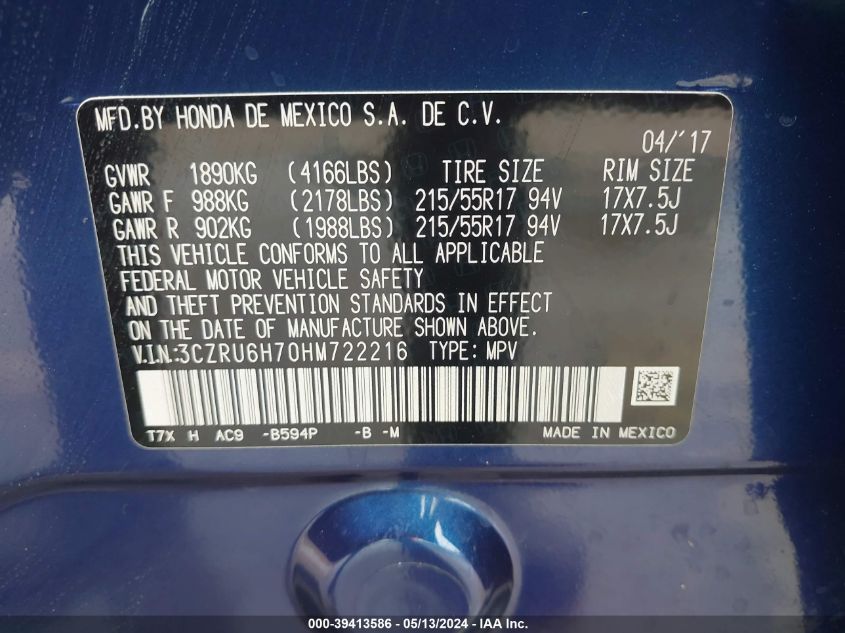 MFD.BY HONDA DE MEXICO S.A. DE C.V.
04/'17
GVWR 1890KG (4166LBS) TIRE SIZE RIM SIZE
GAWR F 988KG (2178LBS) 215/55R17 94V 17X7.5J
GAWR R 902KG (1988LBS) 215/55R17 94V 17X7.5J
THIS VEHICLE CONFORMS TO ALL APPLICABLE
FEDERAL MOTOR VEHICLE SAFETY
AND THEFT PREVENTION STANDARDS IN EFFECT
ON THE DATE OF MANUFACTURE SHOWN ABOVE.
V.I.N.:3CZRU6H70HM722216 TYPE: MPV
T7X H AC9 -B594P -B -M MADE IN MEXICO
000-39413586 - 05/13/2024 - IAA Inc.